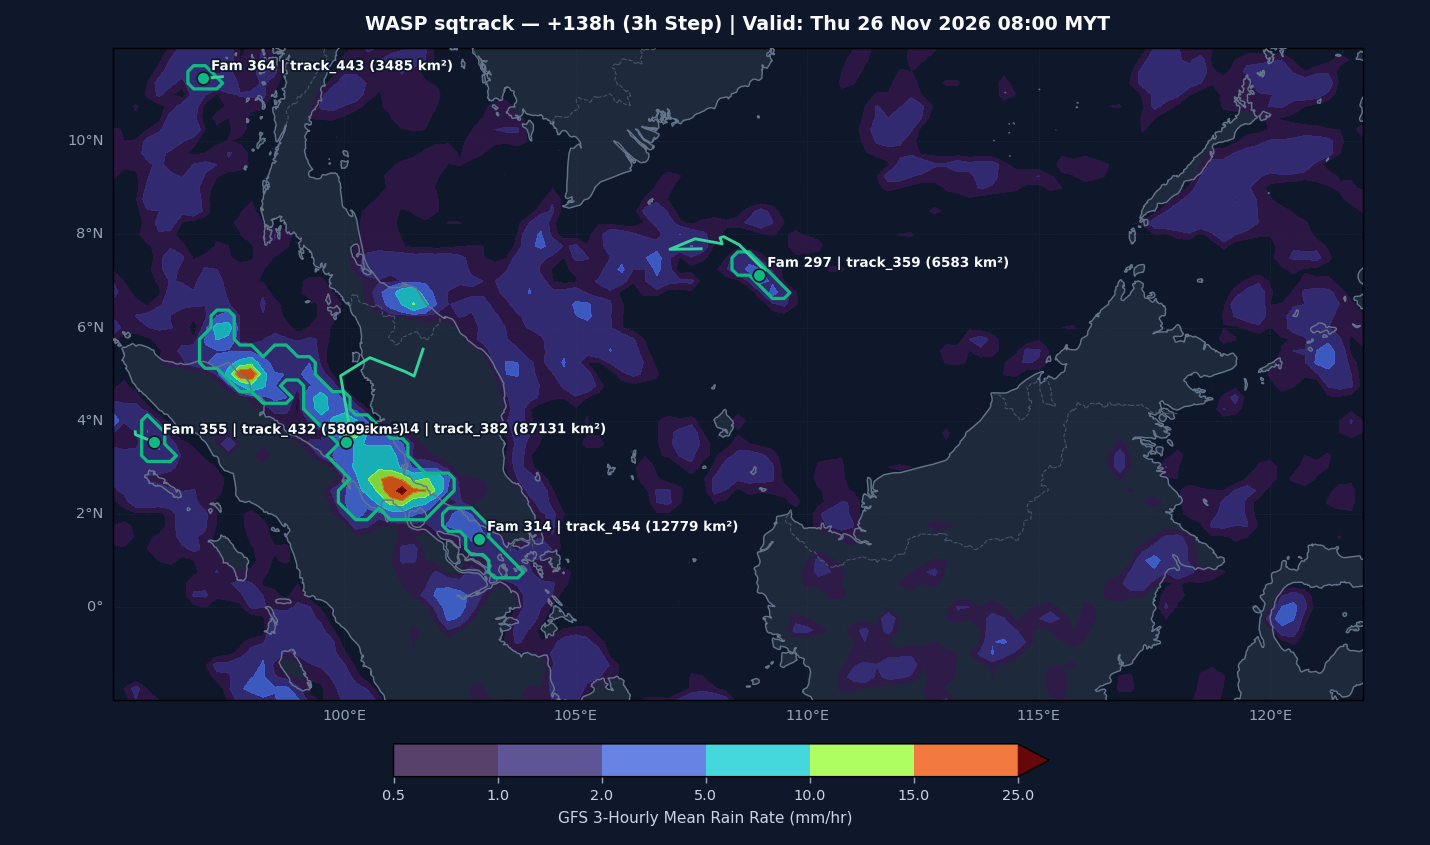 WASP sqtrack — +138h (3h Step) | Valid: Thu 26 Nov 2026 08:00 MYT
Fam 364 | track_443 (3485 km²)
10°N
8°N
Fam 297 | track_359 (6583 km²)
6°N
4°N
Fam 355 | track_432 (5809 km²)
14 | track_382 (87131 km²)
2°N
Fam 314 | track_454 (12779 km²)
0°
100°E
105°E
110°E
115°E
120°E
0.5
1.0
2.0
5.0
10.0
15.0
25.0
GFS 3-Hourly Mean Rain Rate (mm/hr)